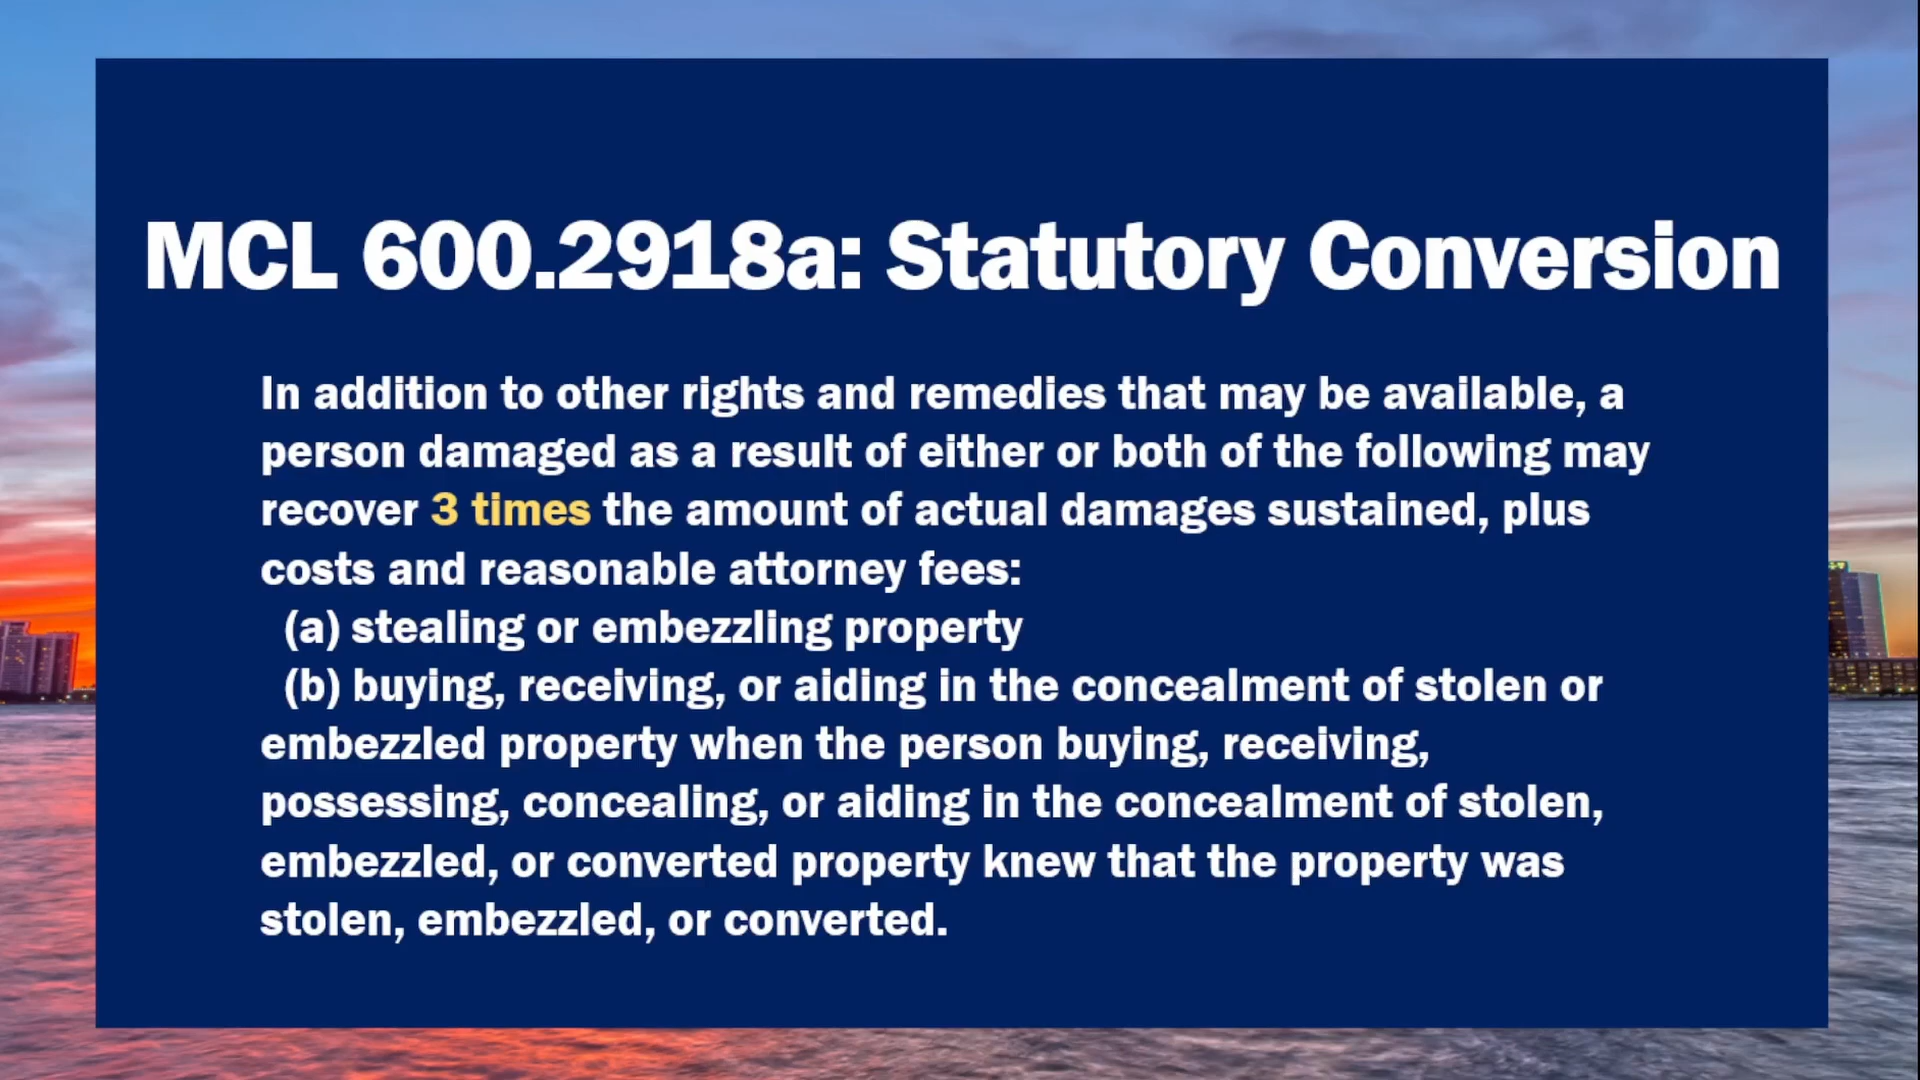 MCL 600.2918a: Statutory Conversion
In addition to other rights and remedies that may be available, a
person damaged as a result of either or both of the following may
recover 3 times the amount of actual damages sustained, plus
costs and reasonable attorney fees:
(a) stealing or embezzling property
(b) buying, receiving, or aiding in the concealment of stolen or
embezzled property when the person buying, receiving,
possessing, concealing, or aiding in the concealment of stolen,
embezzled, or converted property knew that the property was
stolen, embezzled, or converted.